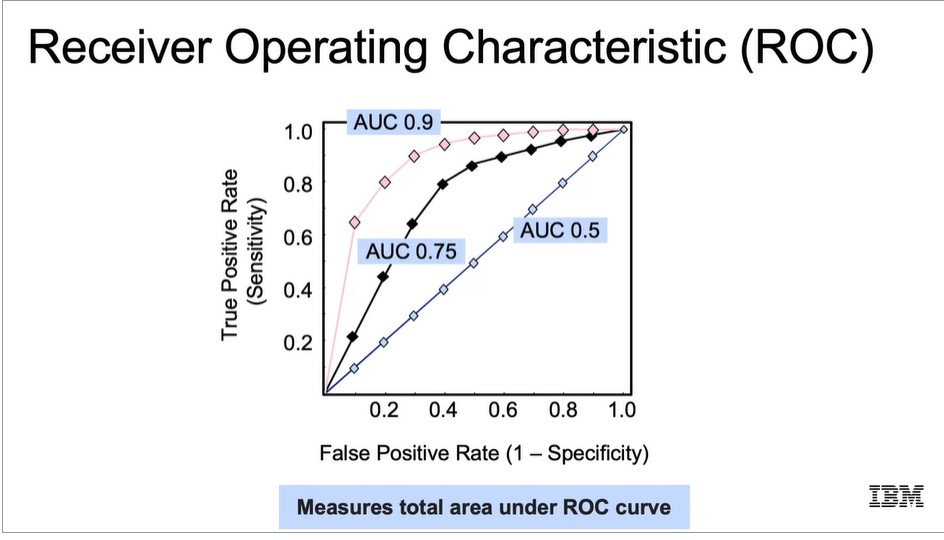 Receiver Operating Characteristic (ROC)
AUC 0.9
1.0
0.8
0.6
0.4
0.2
True Positive Rate
(Sensitivity)
AUC 0.75
AUC 0.5
0.2 0.4 0.6 0.8 1.0
False Positive Rate (1 – Specificity)
Measures total area under ROC curve
IBM